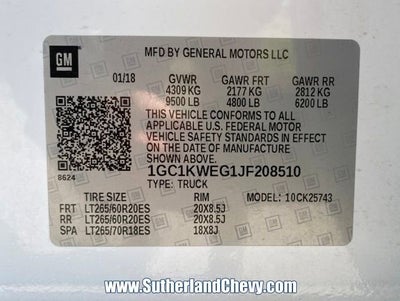 GM
MFD BY GENERAL MOTORS LLC
01/18 GVWR GAWR FRT GAWR RR
4309 KG 2177 KG 2812 KG
9500 LB 4800 LB 6200 LB
THIS VEHICLE CONFORMS TO ALL
APPLICABLE U.S. FEDERAL MOTOR
VEHICLE SAFETY STANDARDS IN EFFECT
ON THE DATE OF MANUFACTURE
SHOWN ABOVE.
8624
1GC1KWEG1JF208510
TYPE: TRUCK
TIRE SIZE RIM MODEL: 10CK25743
FRT LT265/60R20ES 20X8.5J
RR LT265/60R20ES 20X8.5J
SPA LT265/70R18ES 18X8J
www.SutherlandChevy.com